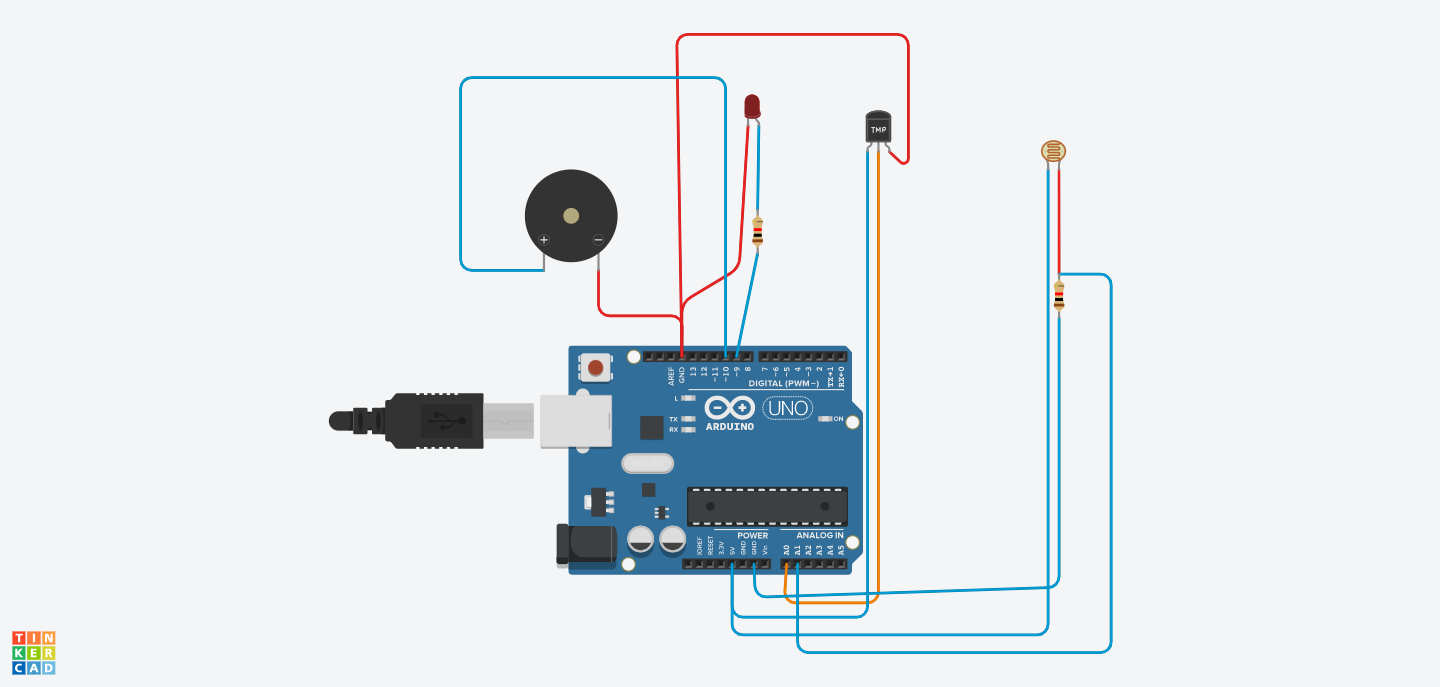 TMP
+
−
AREF
GND
13
12
~11
~10
~9
8
7
~6
~5
4
~3
2
TX→1
RX←0
DIGITAL (PWM~)
L
TX
RX
UNO
ON
ARDUINO
POWER
ANALOG IN
IOREF
RESET
3.3V
5V
GND
GND
Vin
A0
A1
A2
A3
A4
A5
TIN
KER
CAD